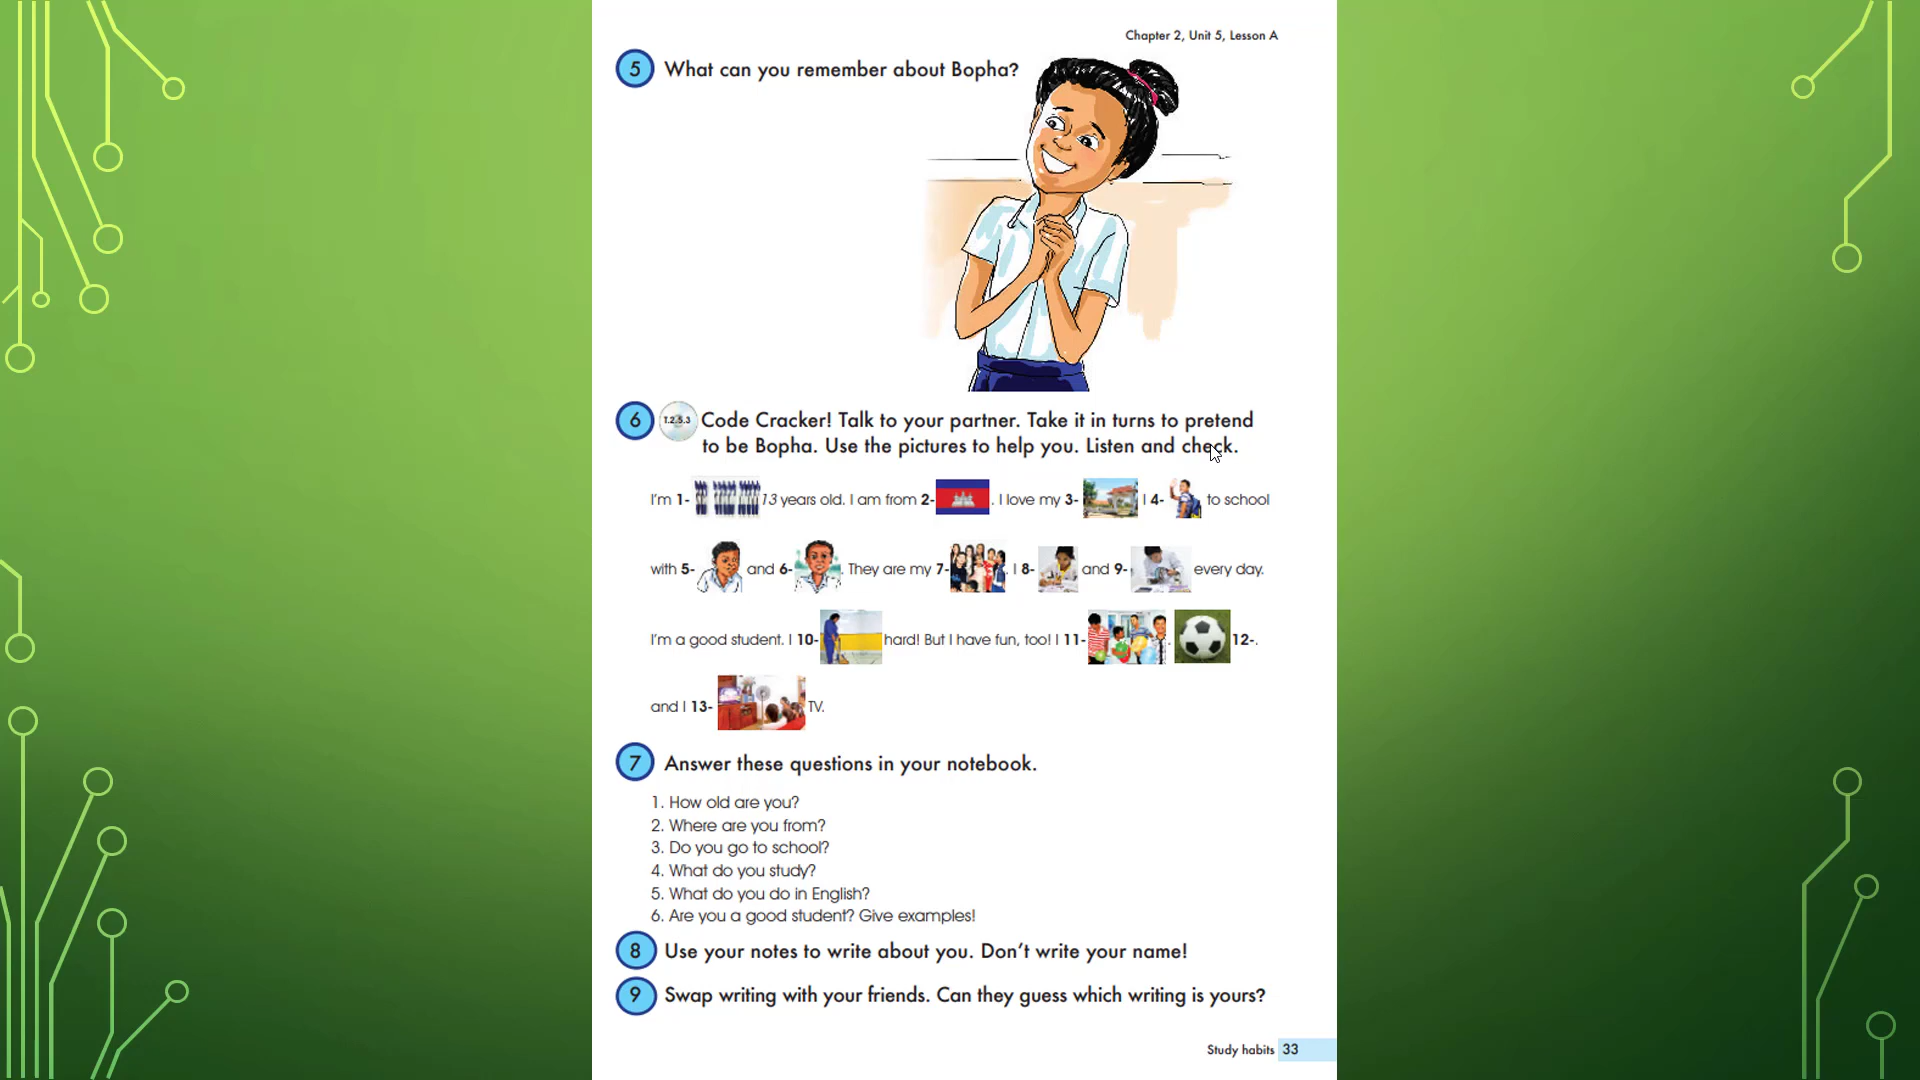 Chapter 2, Unit 5, Lesson A
5 What can you remember about Bopha?
6 T.2.5.3 Code Cracker! Talk to your partner. Take it in turns to pretend
to be Bopha. Use the pictures to help you. Listen and check.
I'm 1- 13 years old. I am from 2- . I love my 3- I 4- to school
with 5- and 6- . They are my 7- . I 8- and 9- every day.
I'm a good student. I 10- hard! But I have fun, too! I 11- . 12-.
and I 13- TV.
7 Answer these questions in your notebook.
1. How old are you?
2. Where are you from?
3. Do you go to school?
4. What do you study?
5. What do you do in English?
6. Are you a good student? Give examples!
8 Use your notes to write about you. Don't write your name!
9 Swap writing with your friends. Can they guess which writing is yours?
Study habits 33